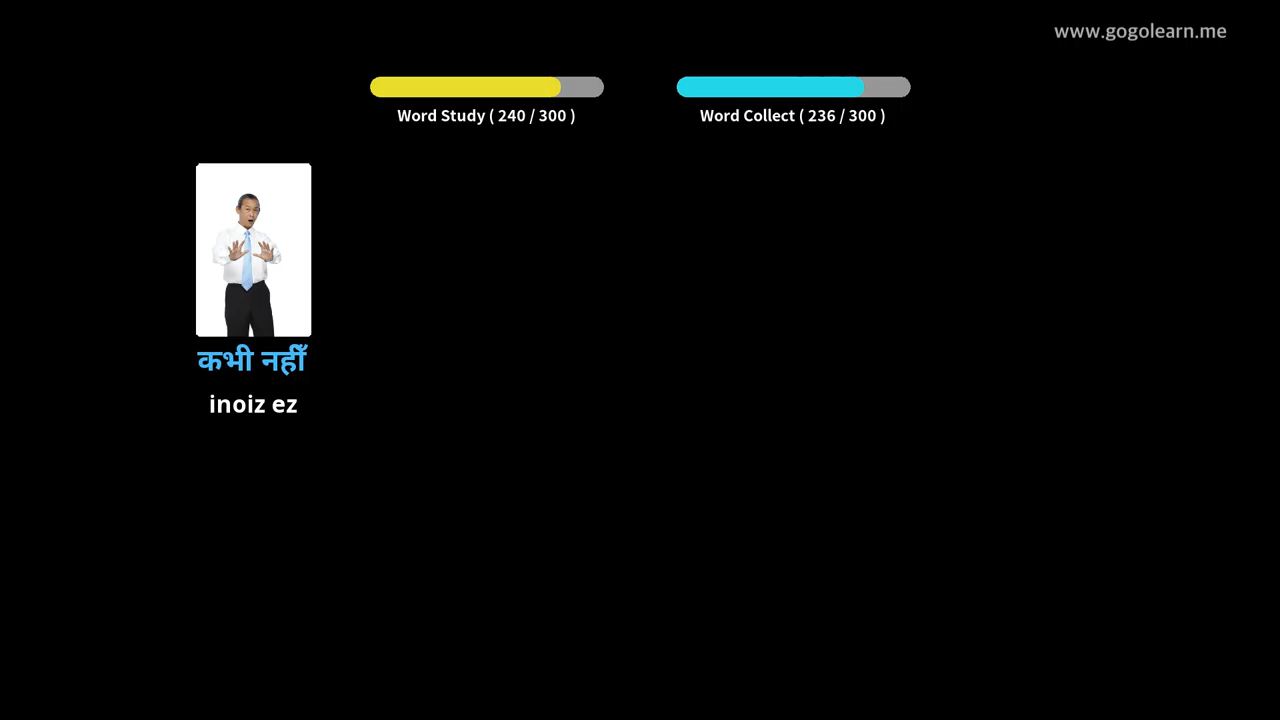 www.gogolearn.me
Word Study ( 240 / 300 )
Word Collect ( 236 / 300 )
कभी नहीँ
inoiz ez